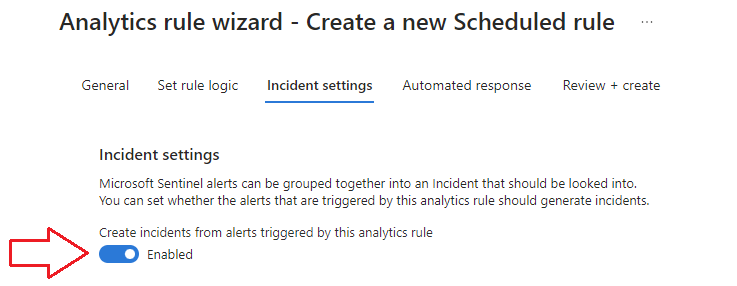 Analytics rule wizard - Create a new Scheduled rule ...
General Set rule logic Incident settings Automated response Review + create
Incident settings
Microsoft Sentinel alerts can be grouped together into an Incident that should be looked into.
You can set whether the alerts that are triggered by this analytics rule should generate incidents.
Create incidents from alerts triggered by this analytics rule
Enabled